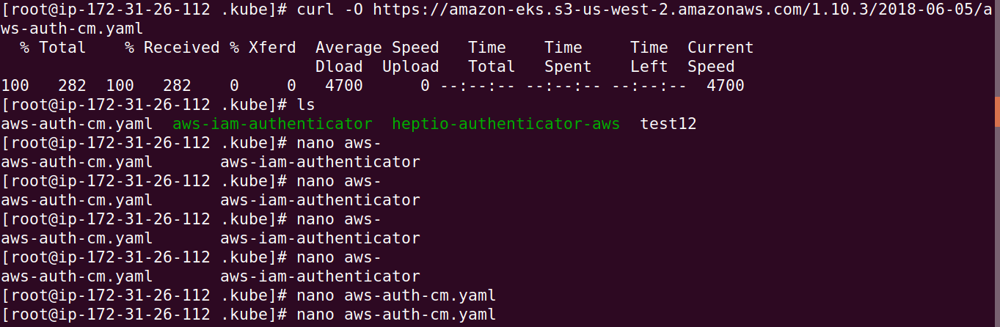 [root@ip-172-31-26-112 .kube]# curl -O https://amazon-eks.s3-us-west-2.amazonaws.com/1.10.3/2018-06-05/a
ws-auth-cm.yaml
  % Total    % Received % Xferd  Average Speed   Time    Time     Time  Current
                                 Dload  Upload   Total   Spent    Left  Speed
100   282  100   282    0     0   4700      0 --:--:-- --:--:-- --:--:--  4700
[root@ip-172-31-26-112 .kube]# ls
aws-auth-cm.yaml  aws-iam-authenticator  heptio-authenticator-aws  test12
[root@ip-172-31-26-112 .kube]# nano aws-
aws-auth-cm.yaml       aws-iam-authenticator
[root@ip-172-31-26-112 .kube]# nano aws-
aws-auth-cm.yaml       aws-iam-authenticator
[root@ip-172-31-26-112 .kube]# nano aws-
aws-auth-cm.yaml       aws-iam-authenticator
[root@ip-172-31-26-112 .kube]# nano aws-
aws-auth-cm.yaml       aws-iam-authenticator
[root@ip-172-31-26-112 .kube]# nano aws-auth-cm.yaml
[root@ip-172-31-26-112 .kube]# nano aws-auth-cm.yaml